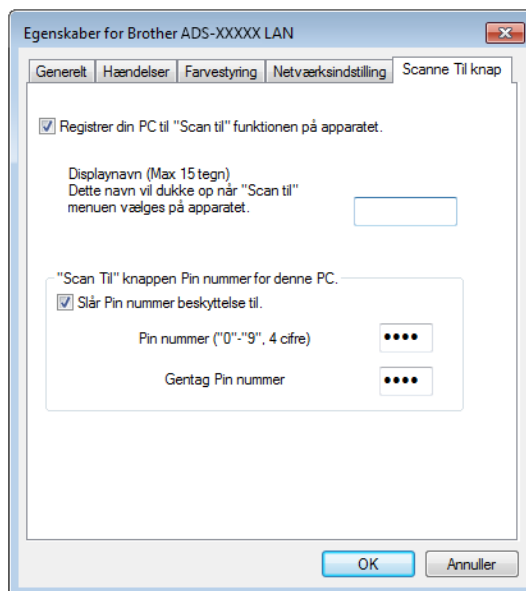 Egenskaber for Brother ADS-XXXXX LAN
Generelt Hændelser Farvestyring Netværksindstilling Scanne Til knap
Registrer din PC til "Scan til" funktionen på apparatet.
Displaynavn (Max 15 tegn)
Dette navn vil dukke op når "Scan til"
menuen vælges på apparatet.
"Scan Til" knappen Pin nummer for denne PC.
Slår Pin nummer beskyttelse til.
Pin nummer ("0"-"9", 4 cifre) ••••
Gentag Pin nummer ••••
OK Annuller